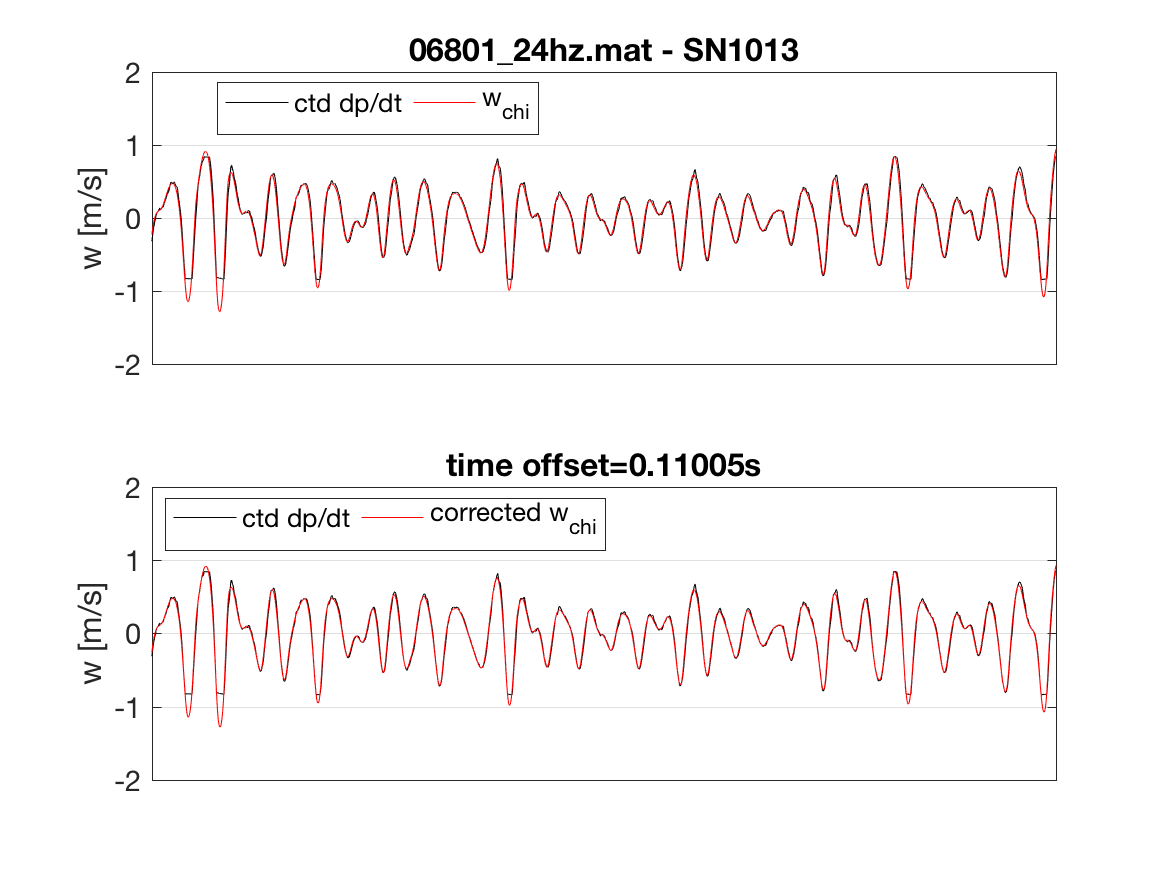 06801_24hz.mat - SN1013
2
ctd dp/dt w_chi
1
w [m/s]
0
-1
-2
time offset=0.11005s
2
ctd dp/dt corrected w_chi
1
w [m/s]
0
-1
-2